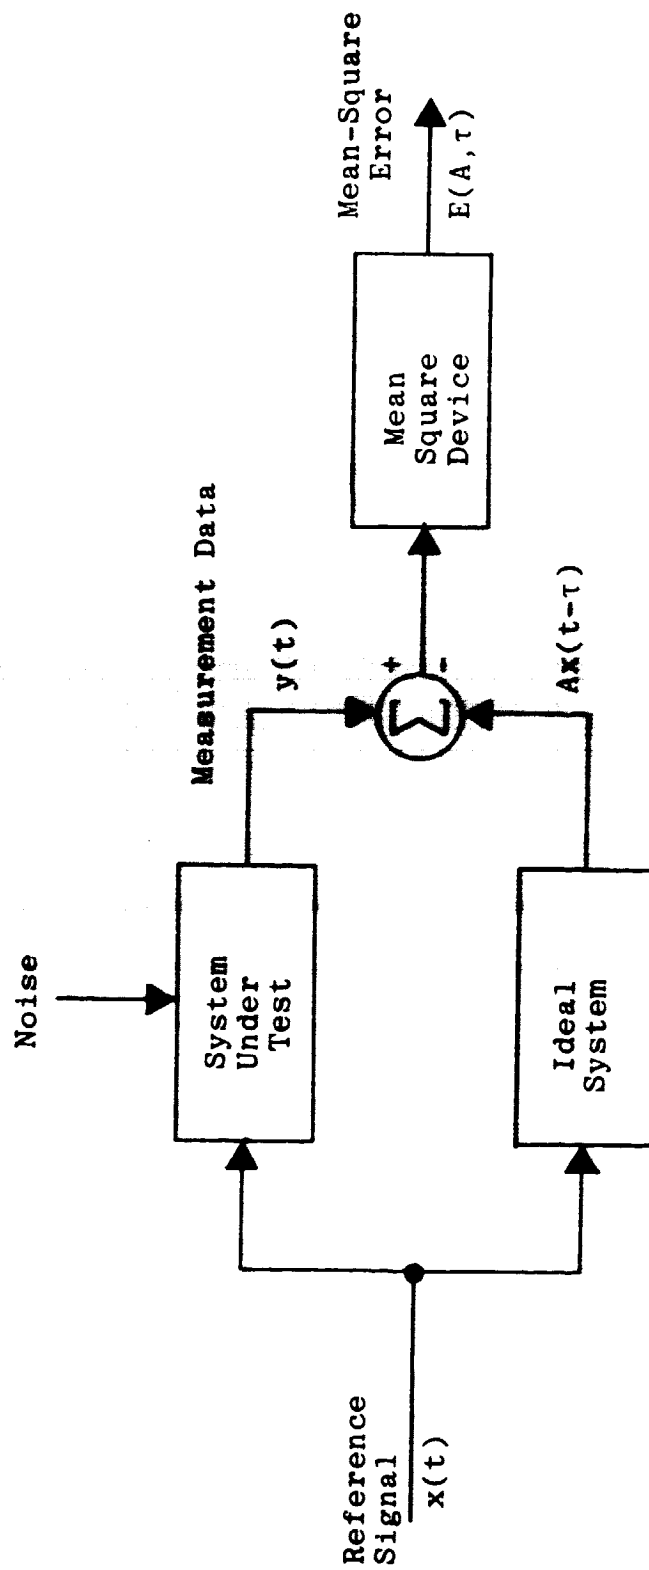 Noise
System
Under
Test
Measurement Data
y(t)
Reference
Signal
x(t)
Σ
+
-
Mean
Square
Device
Mean-Square
Error
E(A,τ)
Ideal
System
Ax(t-τ)